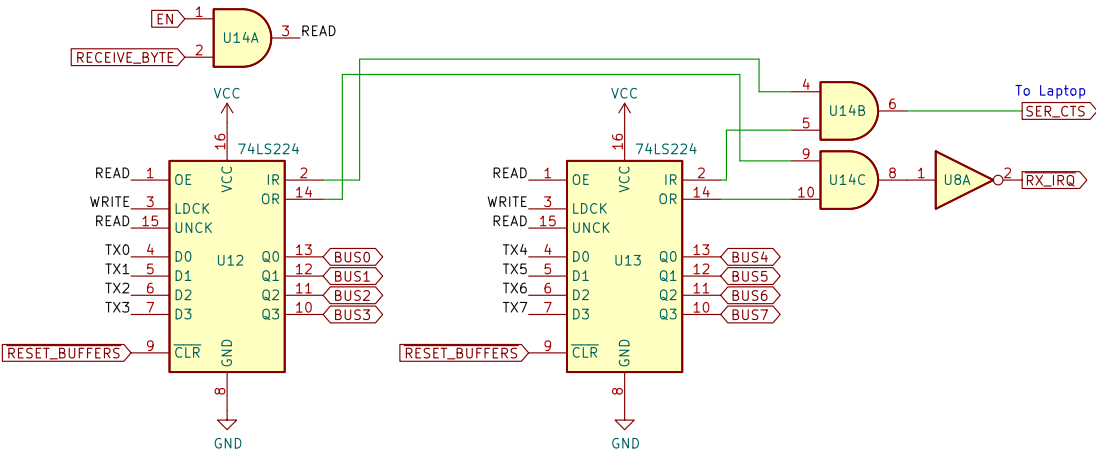 EN 1
U14A 3 READ
RECEIVE_BYTE 2
VCC
16
74LS224
READ 1 OE VCC IR 2
OR 14
WRITE 3 LDCK
READ 15 UNCK
TX0 4 D0 U12 Q0 13 BUS0
TX1 5 D1 Q1 12 BUS1
TX2 6 D2 Q2 11 BUS2
TX3 7 D3 Q3 10 BUS3
RESET_BUFFERS 9 CLR GND
8
GND
VCC
16
74LS224
READ 1 OE VCC IR 2
OR 14
WRITE 3 LDCK
READ 15 UNCK
TX4 4 D0 U13 Q0 13 BUS4
TX5 5 D1 Q1 12 BUS5
TX6 6 D2 Q2 11 BUS6
TX7 7 D3 Q3 10 BUS7
RESET_BUFFERS 9 CLR GND
8
GND
To Laptop
4
U14B 6 SER_CTS
5
9
U14C 8 1 U8A 2 RX_IRQ
10